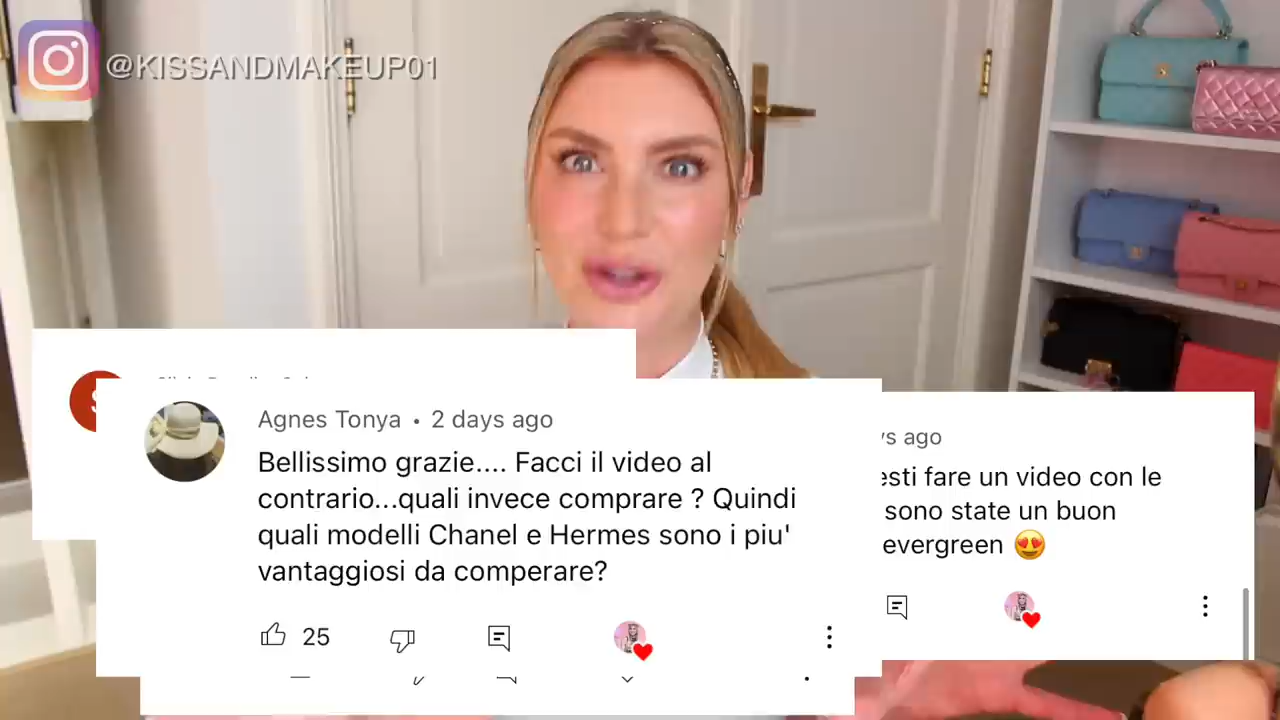 @KISSANDMAKEUP01
Agnes Tonya • 2 days ago
Bellissimo grazie.... Facci il video al
contrario...quali invece comprare ? Quindi
quali modelli Chanel e Hermes sono i piu'
vantaggiosi da comperare?
25
ago
fare un video con le
sono state un buon
evergreen 😍